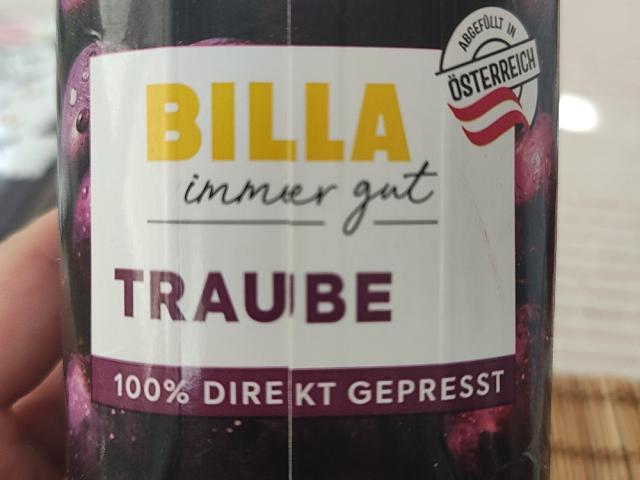 ABGEFÜLLT IN
ÖSTERREICH
BILLA
immer gut
TRAUBE
100% DIREKT GEPRESST